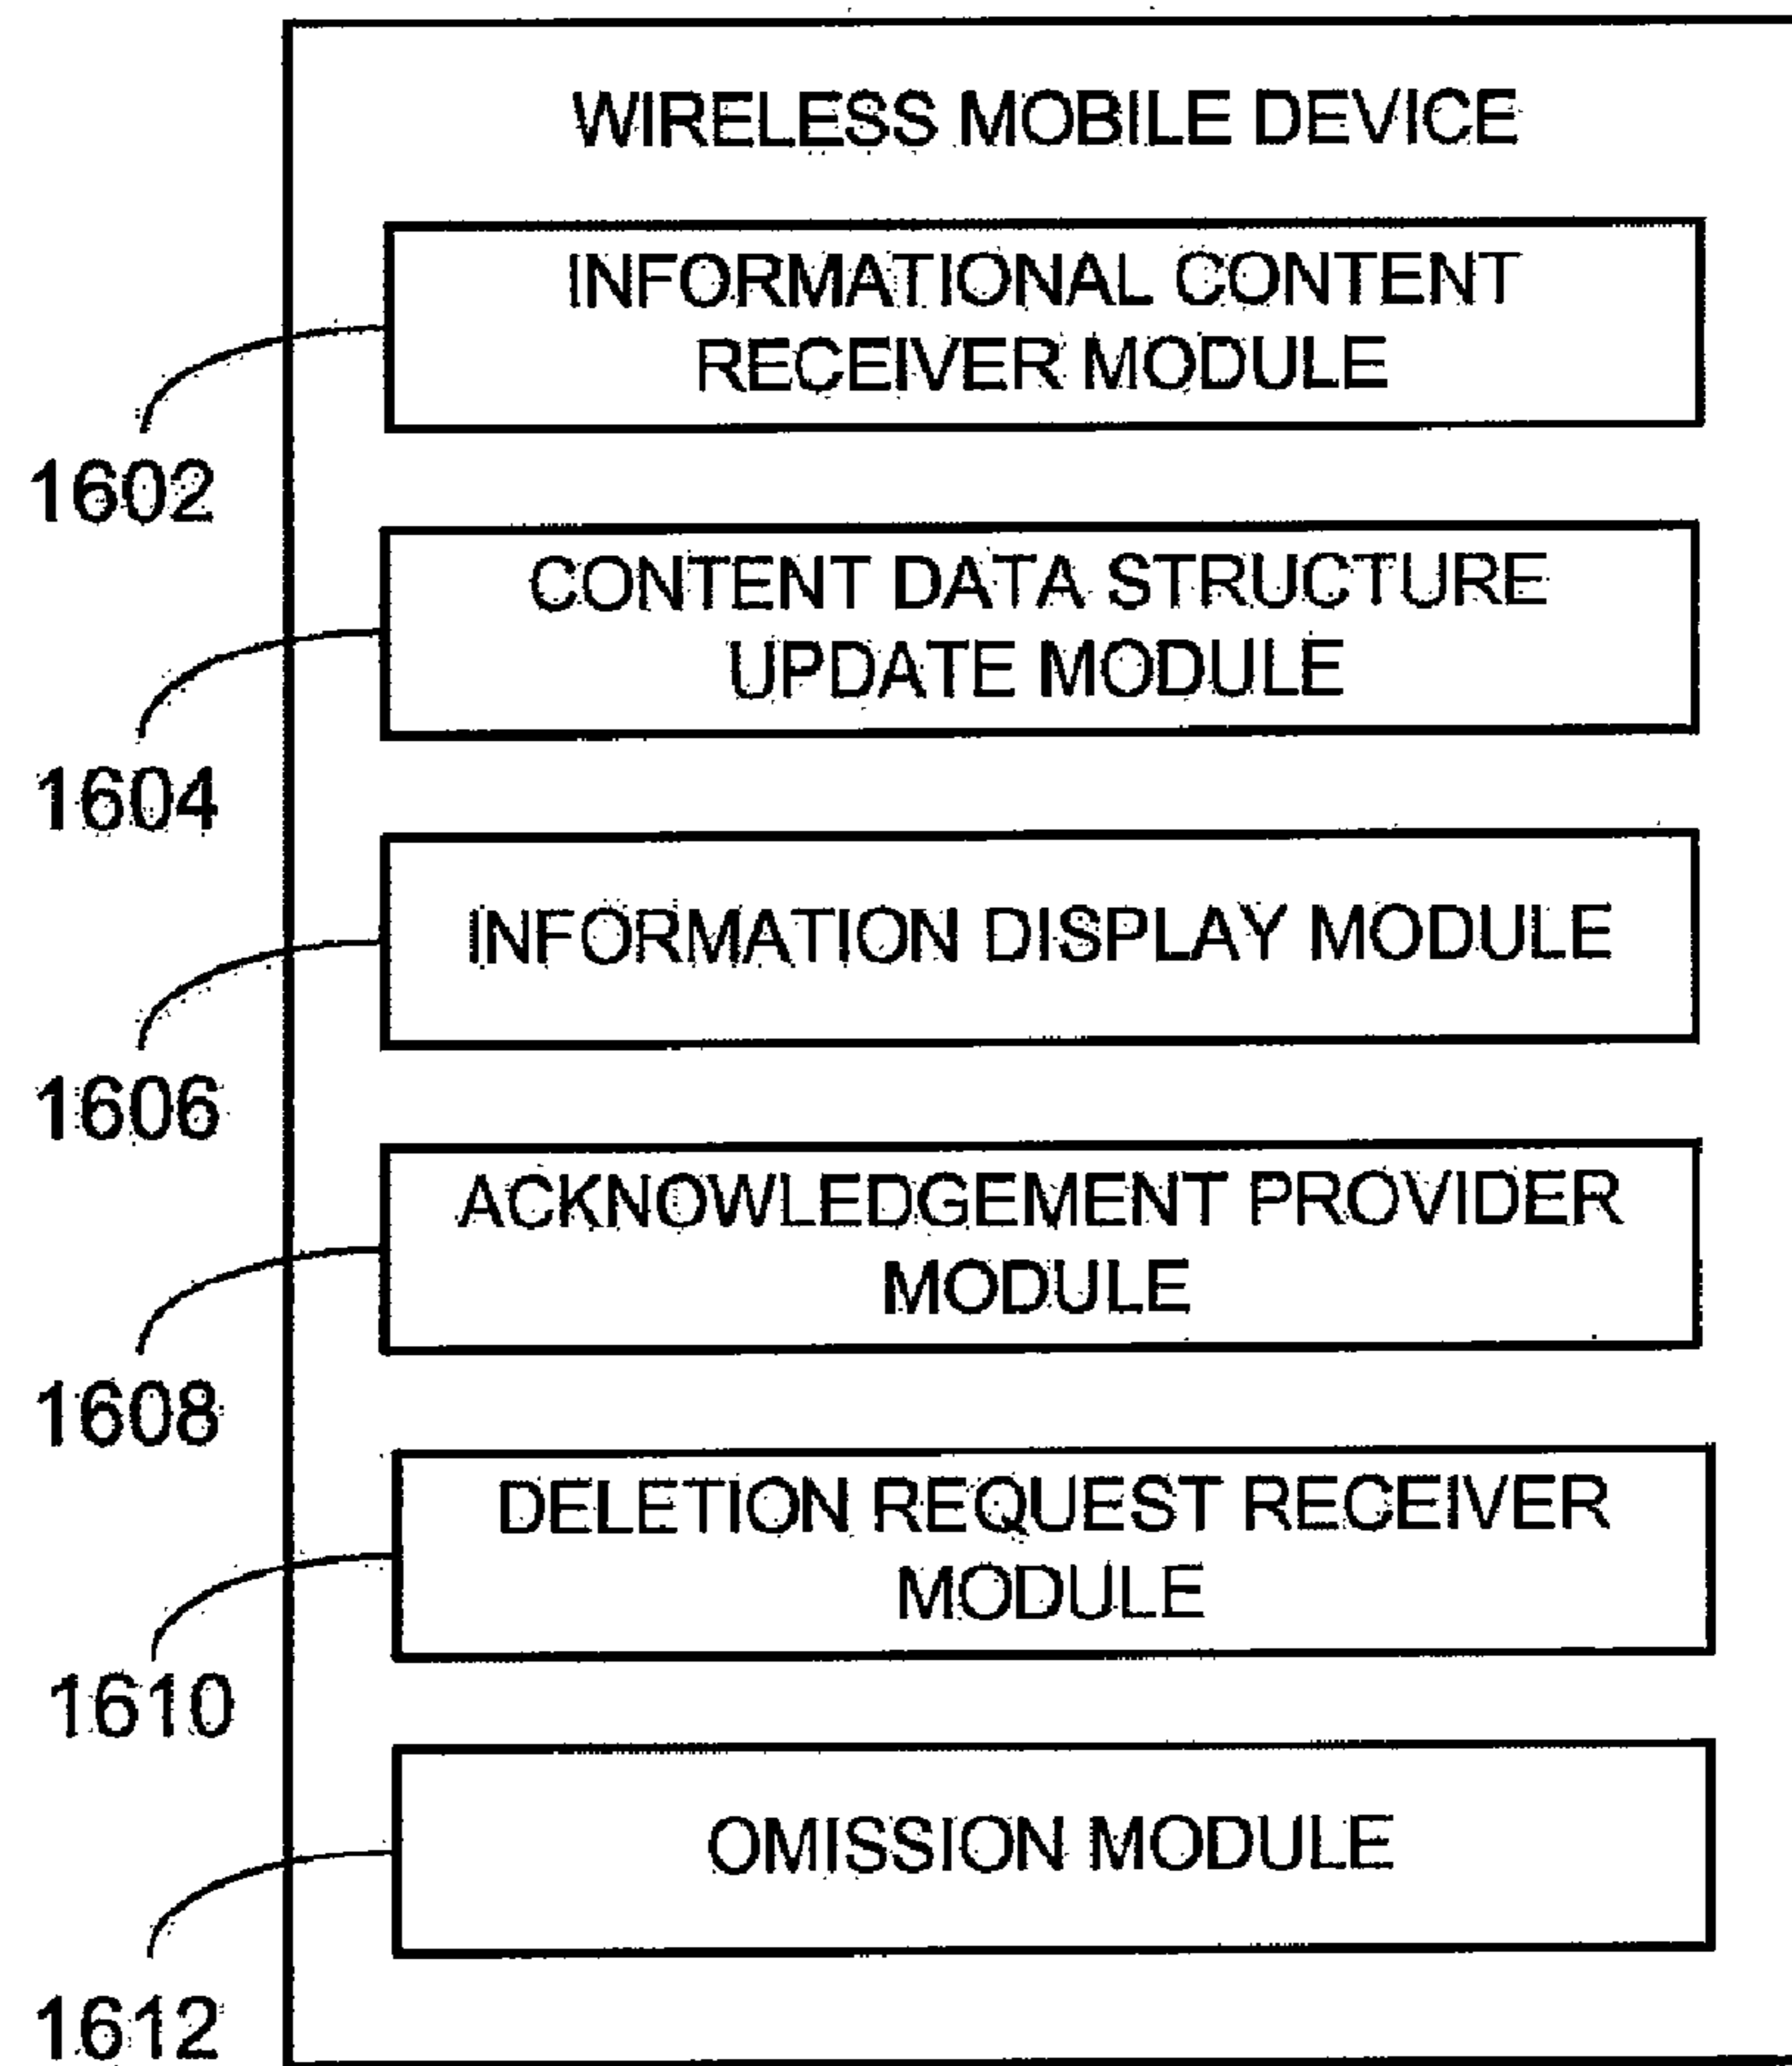 WIRELESS MOBILE DEVICE
INFORMATIONAL CONTENT
RECEIVER MODULE
1602
CONTENT DATA STRUCTURE
UPDATE MODULE
1604
INFORMATION DISPLAY MODULE
1606
ACKNOWLEDGEMENT PROVIDER
MODULE
1608
DELETION REQUEST RECEIVER
MODULE
1610
OMISSION MODULE
1612